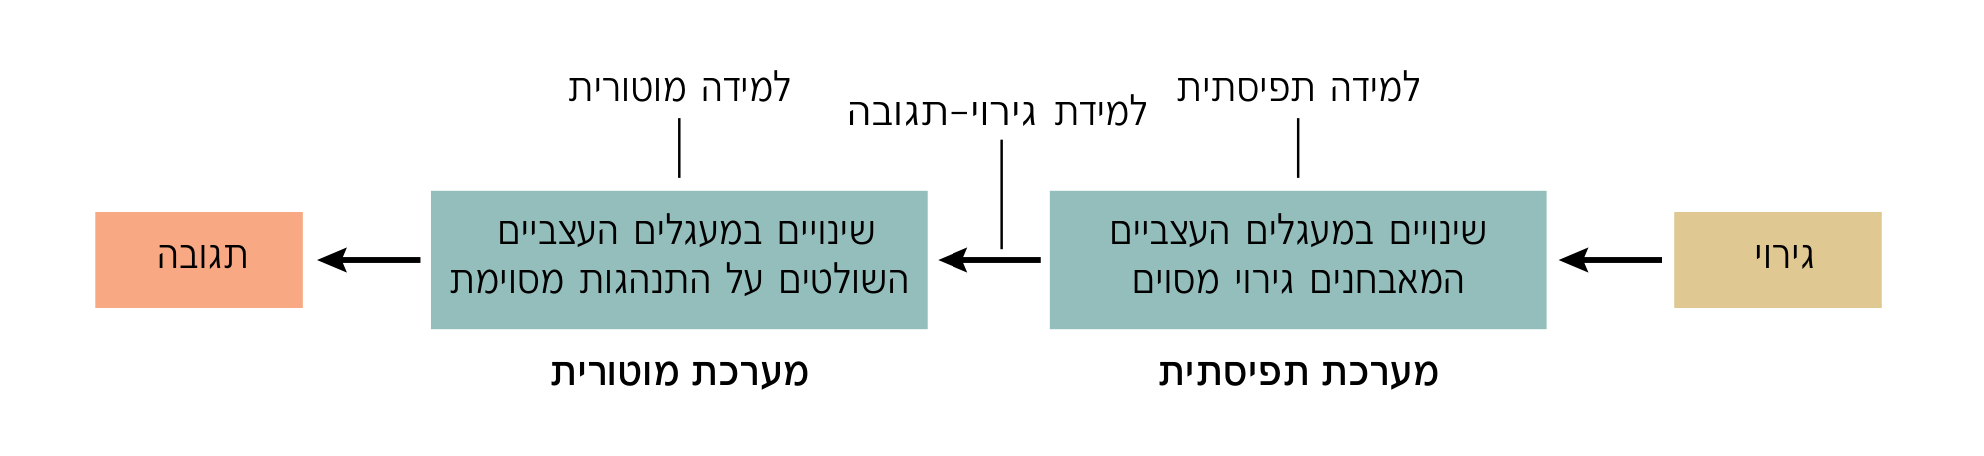 למידה תפיסתית
למידת גירוי-תגובה
למידה מוטורית
גירוי
שינויים במעגלים העצביים
המאבחנים גירוי מסוים
שינויים במעגלים העצביים
השולטים על התנהגות מסוימת
תגובה
מערכת תפיסתית
מערכת מוטורית